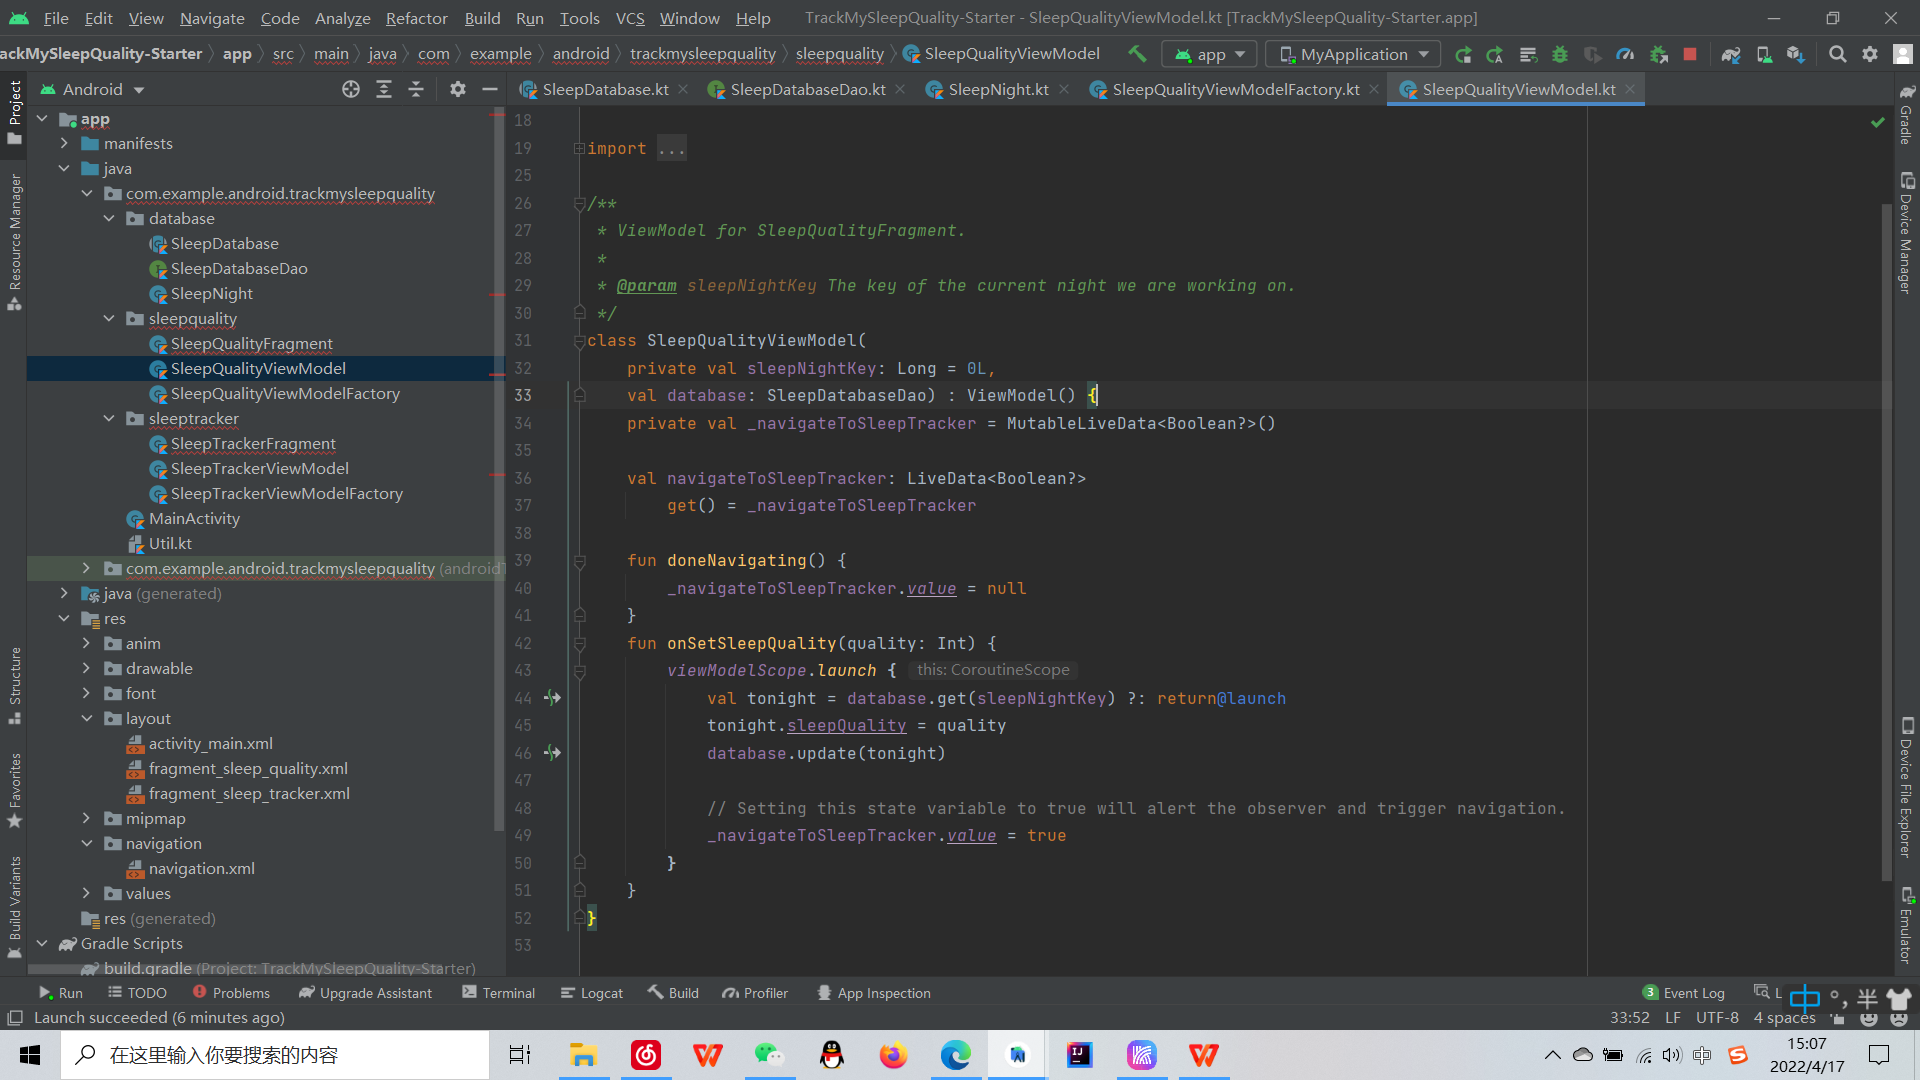 File Edit View Navigate Code Analyze Refactor Build Run Tools VCS Window Help TrackMySleepQuality-Starter - SleepQualityViewModel.kt [TrackMySleepQuality-Starter.app]
ackMySleepQuality-Starter app src main java com example android trackmysleepquality sleepquality SleepQualityViewModel app MyApplication
Android SleepDatabase.kt SleepDatabaseDao.kt SleepNight.kt SleepQualityViewModelFactory.kt SleepQualityViewModel.kt
Project
Resource Manager
Structure
Favorites
Build Variants
app
manifests
java
com.example.android.trackmysleepquality
database
SleepDatabase
SleepDatabaseDao
SleepNight
sleepquality
SleepQualityFragment
SleepQualityViewModel
SleepQualityViewModelFactory
sleeptracker
SleepTrackerFragment
SleepTrackerViewModel
SleepTrackerViewModelFactory
MainActivity
Util.kt
com.example.android.trackmysleepquality (android
java (generated)
res
anim
drawable
font
layout
activity_main.xml
fragment_sleep_quality.xml
fragment_sleep_tracker.xml
mipmap
navigation
navigation.xml
values
res (generated)
Gradle Scripts
build.gradle (Project: TrackMySleepQuality-Starter)
18
19 import ...
25
26 /**
27 * ViewModel for SleepQualityFragment.
28 *
29 * @param sleepNightKey The key of the current night we are working on.
30 */
31 class SleepQualityViewModel(
32 private val sleepNightKey: Long = 0L,
33 val database: SleepDatabaseDao) : ViewModel() {
34 private val _navigateToSleepTracker = MutableLiveData<Boolean?>()
35
36 val navigateToSleepTracker: LiveData<Boolean?>
37 get() = _navigateToSleepTracker
38
39 fun doneNavigating() {
40 _navigateToSleepTracker.value = null
41 }
42 fun onSetSleepQuality(quality: Int) {
43 viewModelScope.launch { this: CoroutineScope
44 val tonight = database.get(sleepNightKey) ?: return@launch
45 tonight.sleepQuality = quality
46 database.update(tonight)
47
48 // Setting this state variable to true will alert the observer and trigger navigation.
49 _navigateToSleepTracker.value = true
50 }
51 }
52 }
53
Gradle
Device Manager
Device File Explorer
Emulator
Run TODO Problems Upgrade Assistant Terminal Logcat Build Profiler App Inspection 3 Event Log L 中 °, 半
Launch succeeded (6 minutes ago) 33:52 LF UTF-8 4 spaces
在这里输入你要搜索的内容 中 15:07
2022/4/17